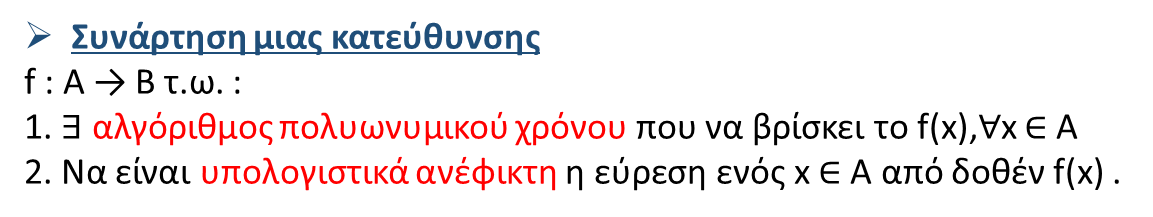 ➢ Συνάρτηση μιας κατεύθυνσης
f : A → B τ.ω. :
1. ∃ αλγόριθμος πολυωνυμικού χρόνου που να βρίσκει το f(x),∀x ∈ A
2. Να είναι υπολογιστικά ανέφικτη η εύρεση ενός x ∈ A από δοθέν f(x) .